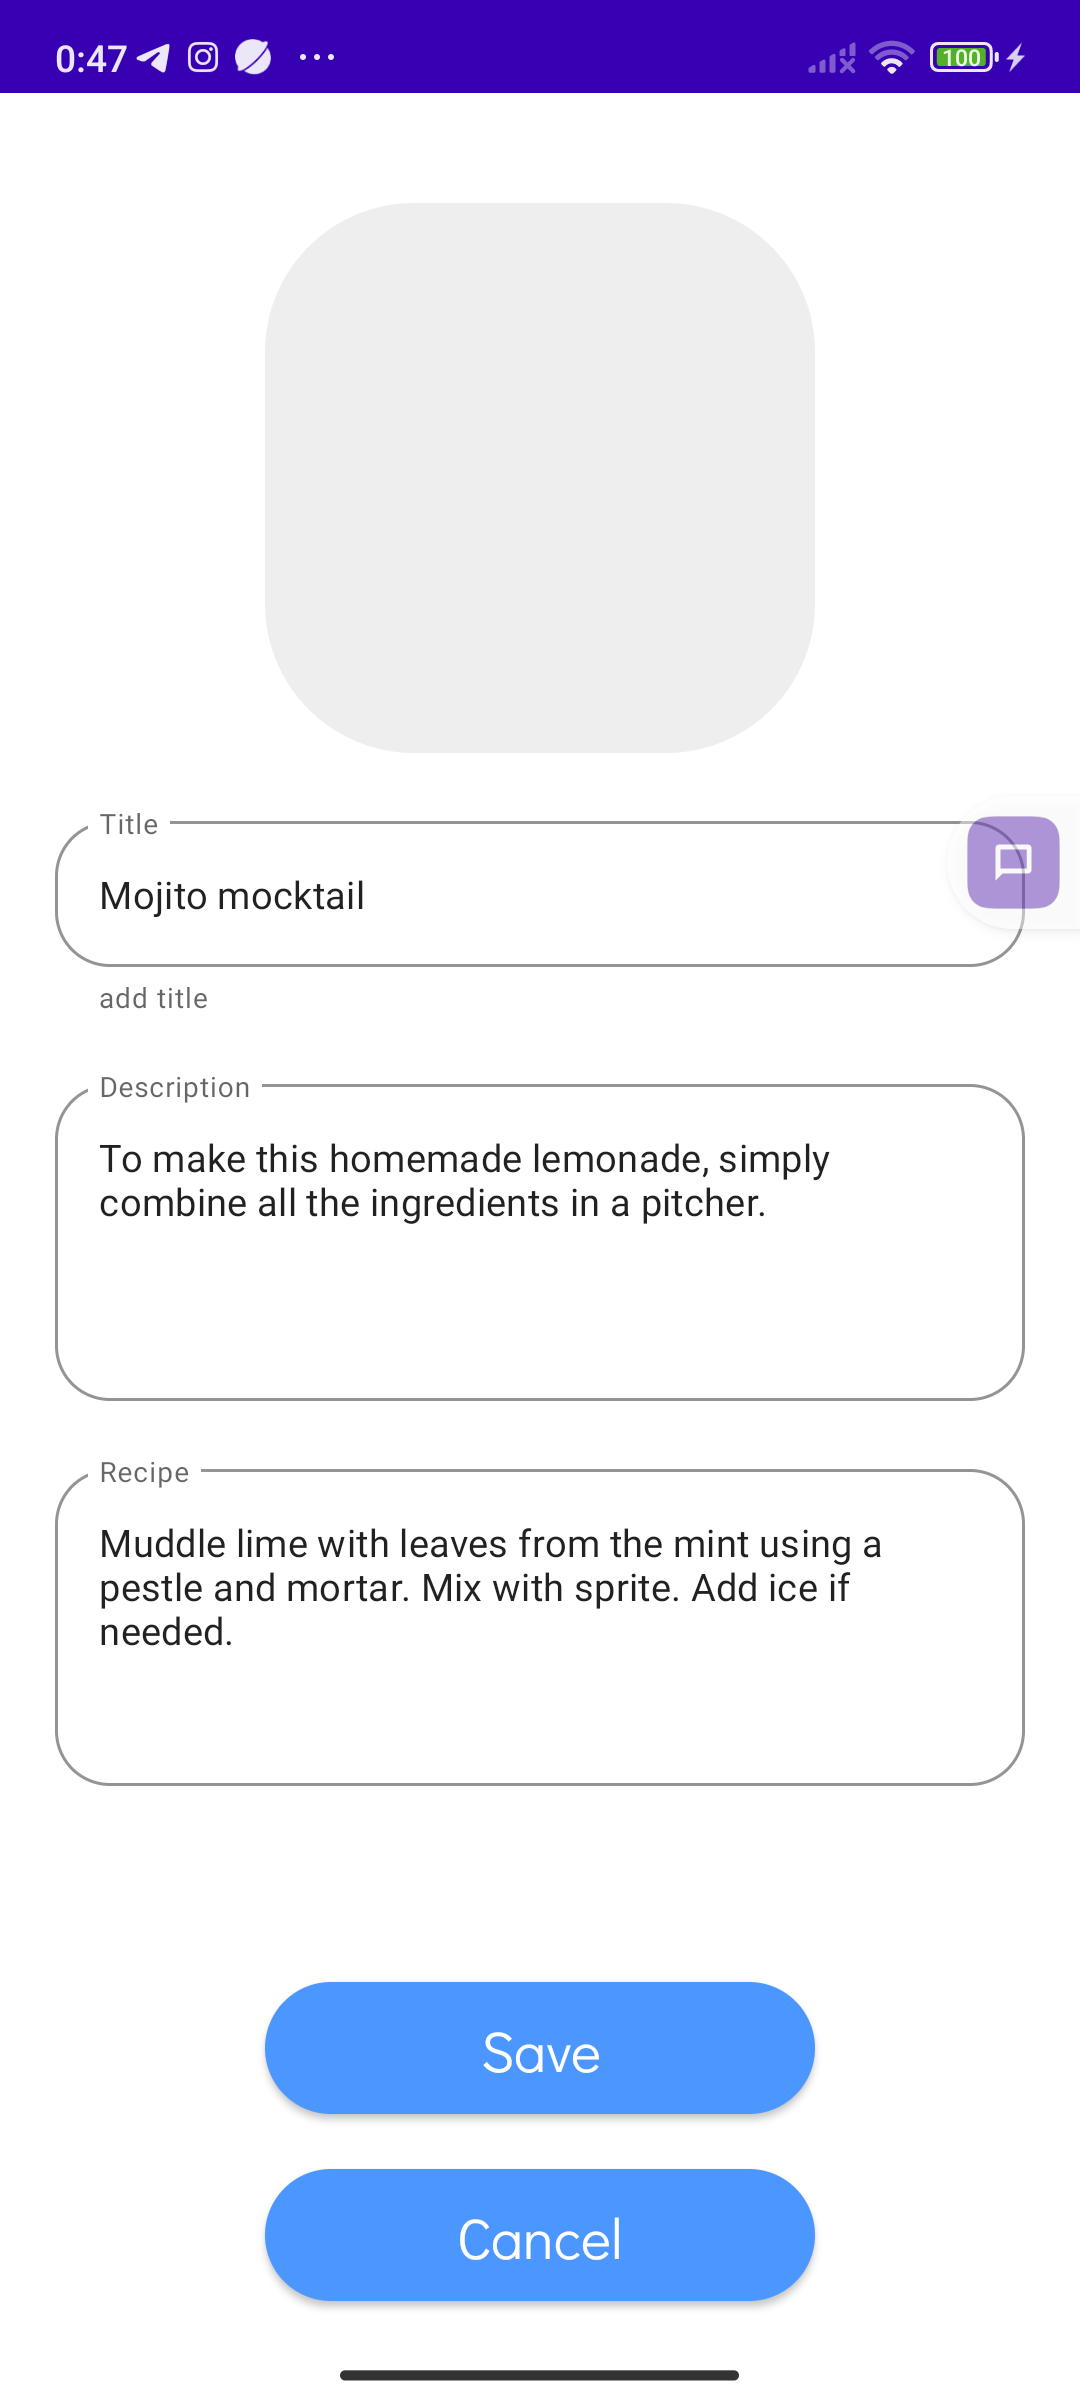 0:47
100
Title
Mojito mocktail
add title
Description
To make this homemade lemonade, simply
combine all the ingredients in a pitcher.
Recipe
Muddle lime with leaves from the mint using a
pestle and mortar. Mix with sprite. Add ice if
needed.
Save
Cancel